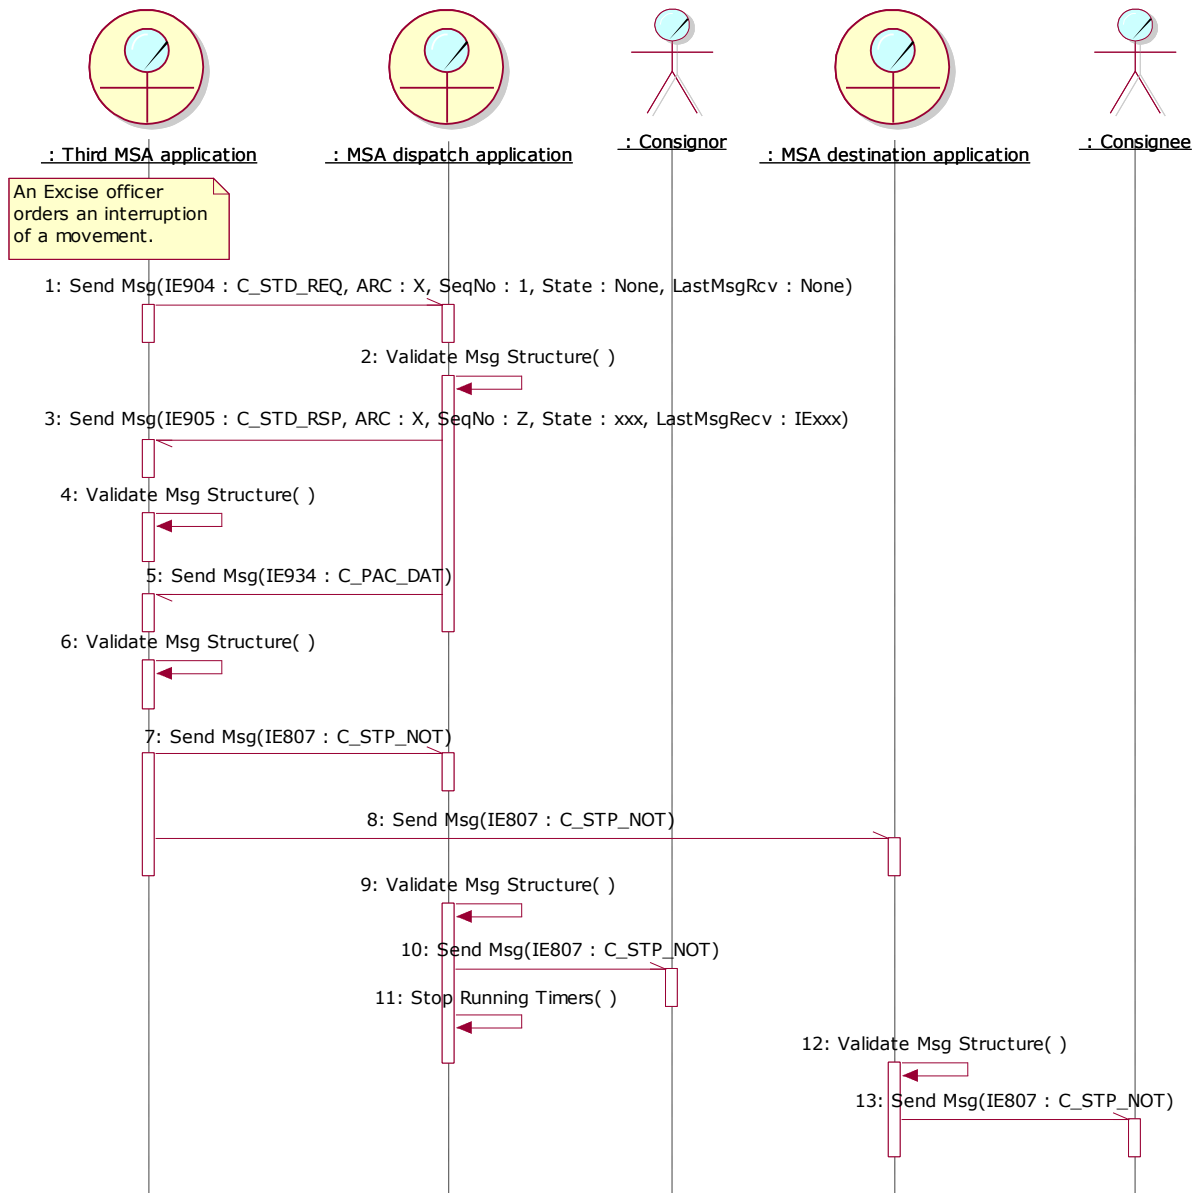 : Third MSA application
: MSA dispatch application
: Consignor
: MSA destination application
: Consignee
An Excise officer
orders an interruption
of a movement.
1: Send Msg(IE904 : C_STD_REQ, ARC : X, SeqNo : 1, State : None, LastMsgRcv : None)
2: Validate Msg Structure( )
3: Send Msg(IE905 : C_STD_RSP, ARC : X, SeqNo : Z, State : xxx, LastMsgRecv : IExxx)
4: Validate Msg Structure( )
5: Send Msg(IE934 : C_PAC_DAT)
6: Validate Msg Structure( )
7: Send Msg(IE807 : C_STP_NOT)
8: Send Msg(IE807 : C_STP_NOT)
9: Validate Msg Structure( )
10: Send Msg(IE807 : C_STP_NOT)
11: Stop Running Timers( )
12: Validate Msg Structure( )
13: Send Msg(IE807 : C_STP_NOT)